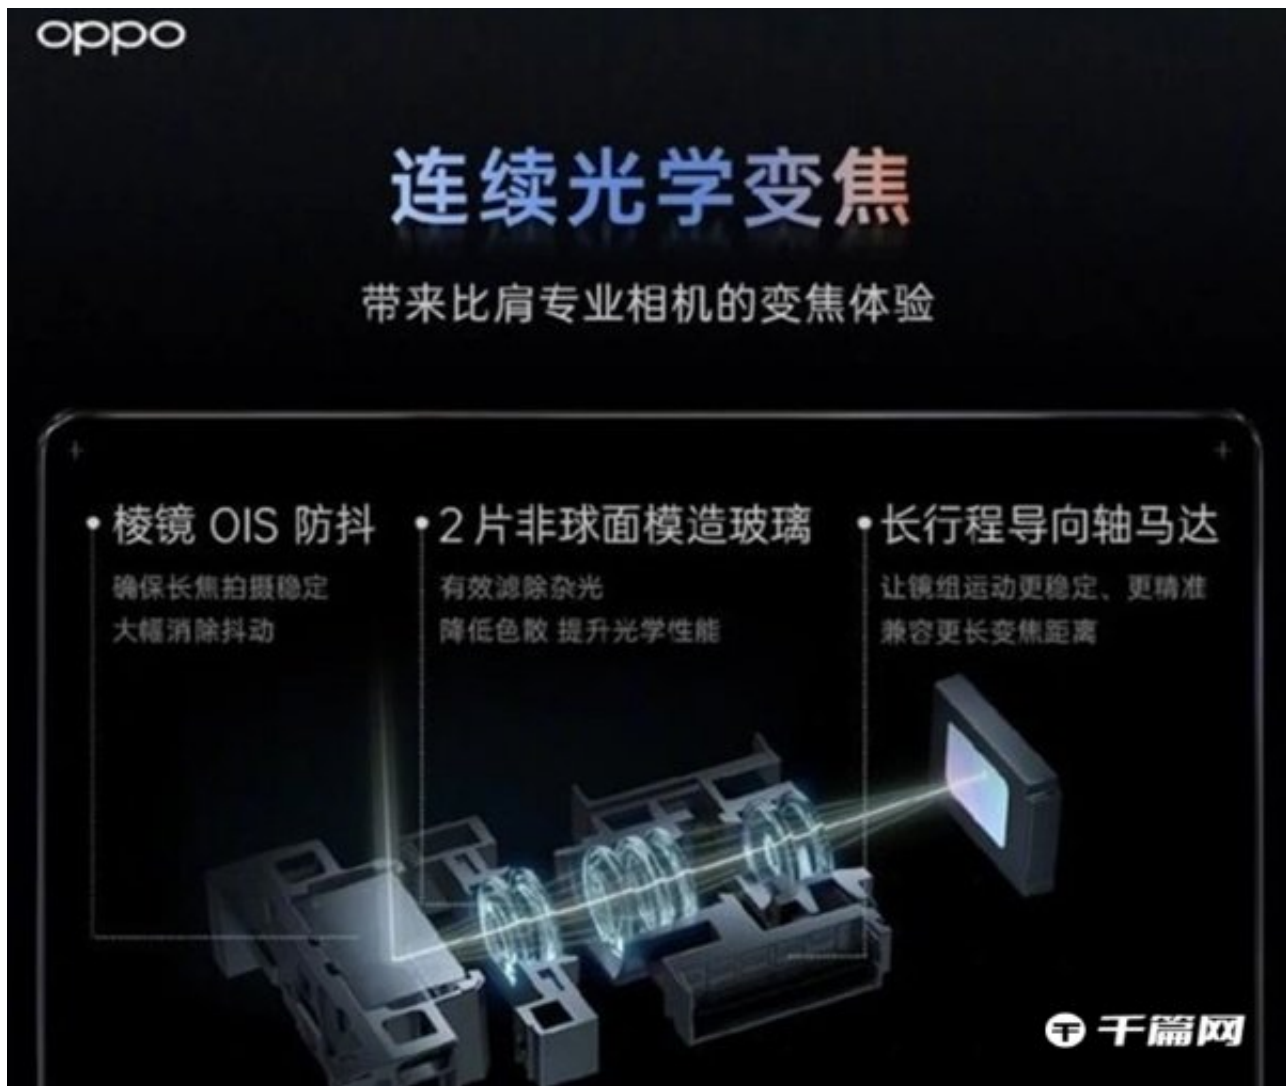 oppo
连续光学变焦
带来比肩专业相机的变焦体验
棱镜 OIS 防抖
确保长焦拍摄稳定
大幅消除抖动
2 片非球面模造玻璃
有效滤除杂光
降低色散 提升光学性能
长行程导向轴马达
让镜组运动更稳定、更精准
兼容更长变焦距离
千篇网